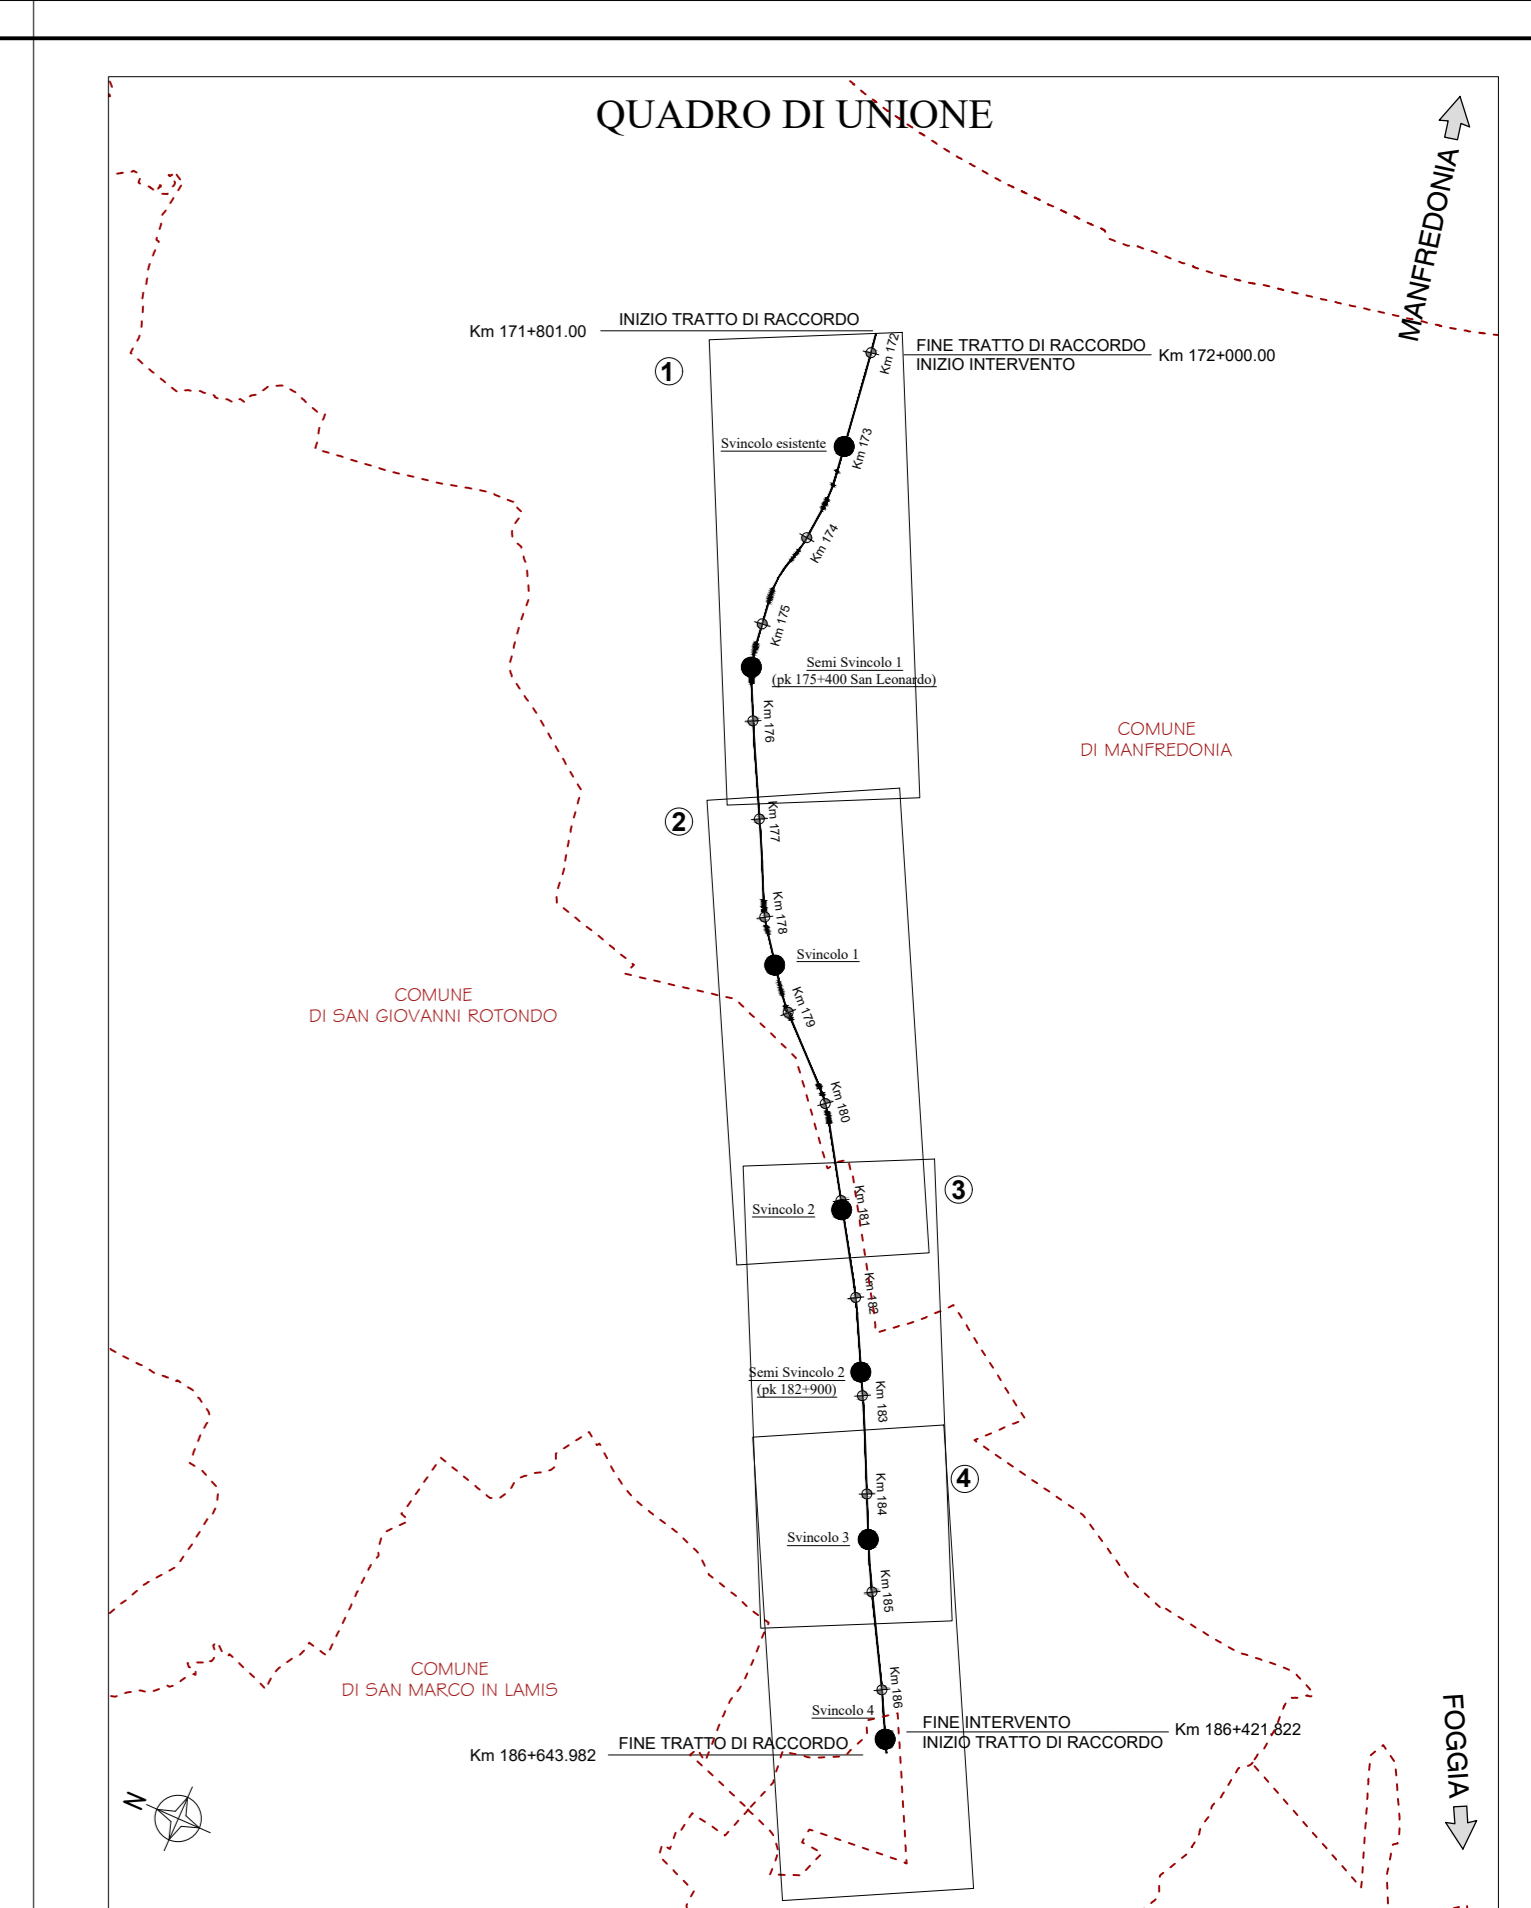 QUADRO DI UNIONE
MANFREDONIA
INIZIO TRATTO DI RACCORDO
Km 171+801.00
Km 172
FINE TRATTO DI RACCORDO
INIZIO INTERVENTO
Km 172+000.00
1
Svincolo esistente
Km 173
Km 174
Km 175
Semi Svincolo 1
(pk 175+400 San Leonardo)
Km 176
COMUNE
DI MANFREDONIA
2
Km 177
Km 178
Svincolo 1
COMUNE
DI SAN GIOVANNI ROTONDO
Km 179
Km 180
3
Km 181
Svincolo 2
Km 182
Semi Svincolo 2
(pk 182+900)
Km 183
4
Km 184
Svincolo 3
Km 185
COMUNE
DI SAN MARCO IN LAMIS
Km 186
Svincolo 4
FINE INTERVENTO
INIZIO TRATTO DI RACCORDO
Km 186+421.822
FINE TRATTO DI RACCORDO
Km 186+643.982
FOGGIA
N